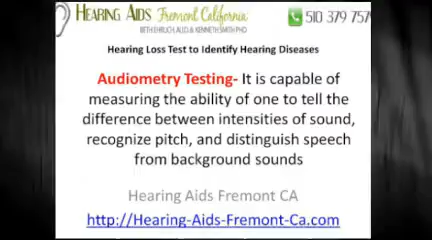 HEARING AIDS Fremont California
BETH EHRLICH, AUD & KENNETH SMITH PHD
510 379 757
Hearing Loss Test to Identify Hearing Diseases
Audiometry Testing- It is capable of
measuring the ability of one to tell the
difference between intensities of sound,
recognize pitch, and distinguish speech
from background sounds
Hearing Aids Fremont CA
http://Hearing-Aids-Fremont-Ca.com